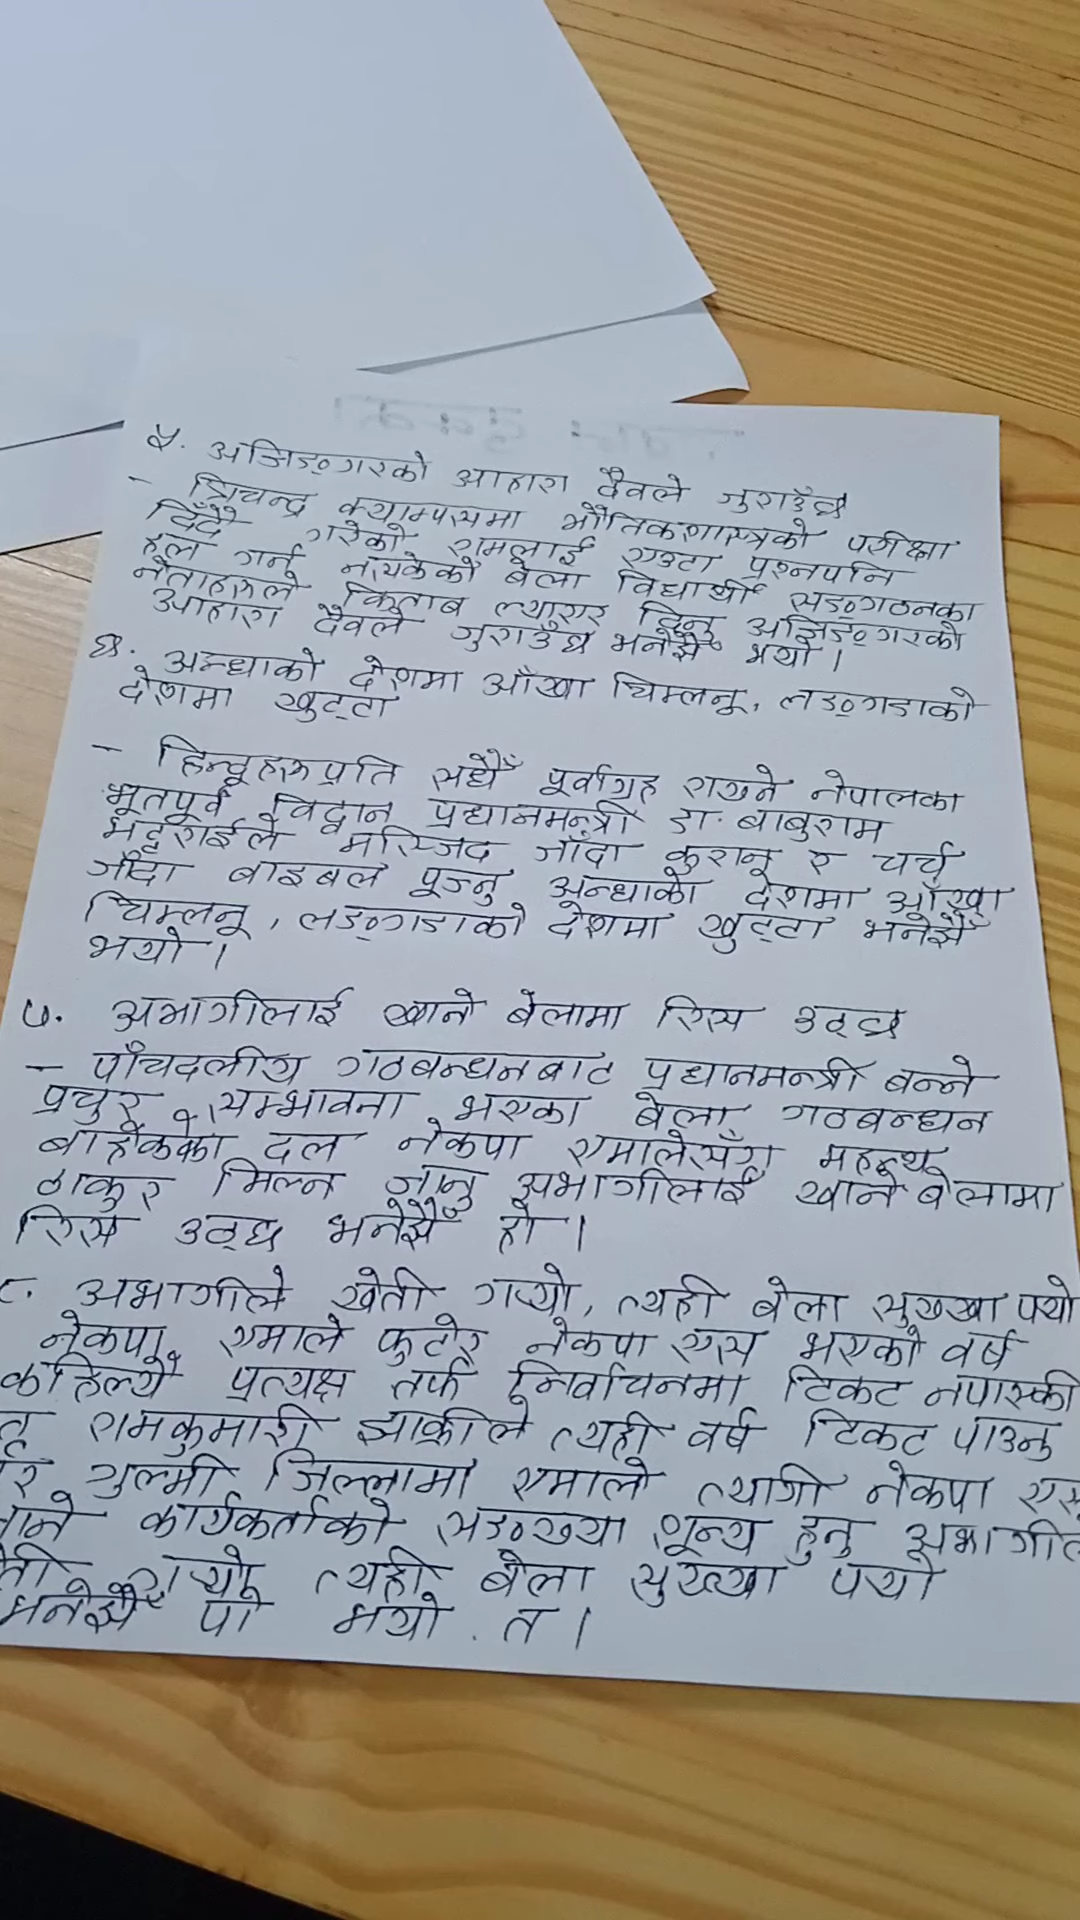 ५. अजिङ्गरको आहारा दैवले जुराउँछ
- त्रिचन्द्र क्याम्पसमा भौतिकशास्त्रको परीक्षा
दिँदै गरेको रामलाई एउटा प्रश्नपनि
हल गर्न नसकेको बेला विद्यार्थी सङ्गठनका
नेताहरूले किताब ल्याएर दिनु अजिङ्गरको
आहारा दैवले जुराउँछ भनेझैँ भयो।
६. अन्धाको देशमा आँखा चिम्लनू, लङ्गडाको
देशमा खुट्टा
- हिन्दूहरूप्रति सधैँ पूर्वाग्रह राख्ने नेपालका
भूतपूर्व विद्वान प्रधानमन्त्री डा. बाबुराम
भट्टराईले मस्जिद जाँदा कुरान र चर्च
जाँदा बाइबल पूज्नु अन्धाको देशमा आँखा
चिम्लनू, लङ्गडाको देशमा खुट्टा भनेझैँ
भयो।
७. अभागीलाई खाने बेलामा रिस उठ्छ
- पाँचदलीय गठबन्धनबाट प्रधानमन्त्री बन्ने
प्रचुर सम्भावना भएका बेला गठबन्धन
बाहेकका दल नेकपा एमालेसँग महन्थ
ठाकुर मिल्न जानु अभागीलाई खाने बेलामा
रिस उठ्छ भनेझैँ हो।
८. अभागीले खेती गर्‍यो, त्यही बेला सुख्खा पर्‍यो
नेकपा एमाले फुटेर नेकपा एस भएको वर्ष
कहिल्यै प्रत्यक्ष तर्फ निर्वाचनमा टिकट नपाएकी
रामकुमारी झाक्रीले त्यही वर्ष टिकट पाउनु
गुल्मी जिल्लामा एमाले त्यागी नेकपा एस
जाने कार्यकर्ताको सङ्ख्या शून्य हुनु अभागीले
गर्‍यो त्यही बेला सुख्खा पर्‍यो
भनेझैँ पो भयो त।